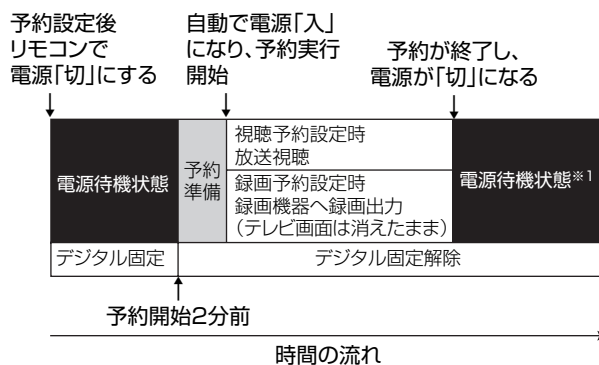 予約設定後
リモコンで
電源「切」にする
自動で電源「入」
になり、予約実行
開始
予約が終了し、
電源が「切」になる
電源待機状態
予約
準備
視聴予約設定時
放送視聴
録画予約設定時
録画機器へ録画出力
(テレビ画面は消えたまま)
電源待機状態※1
デジタル固定
デジタル固定解除
予約開始2分前
時間の流れ